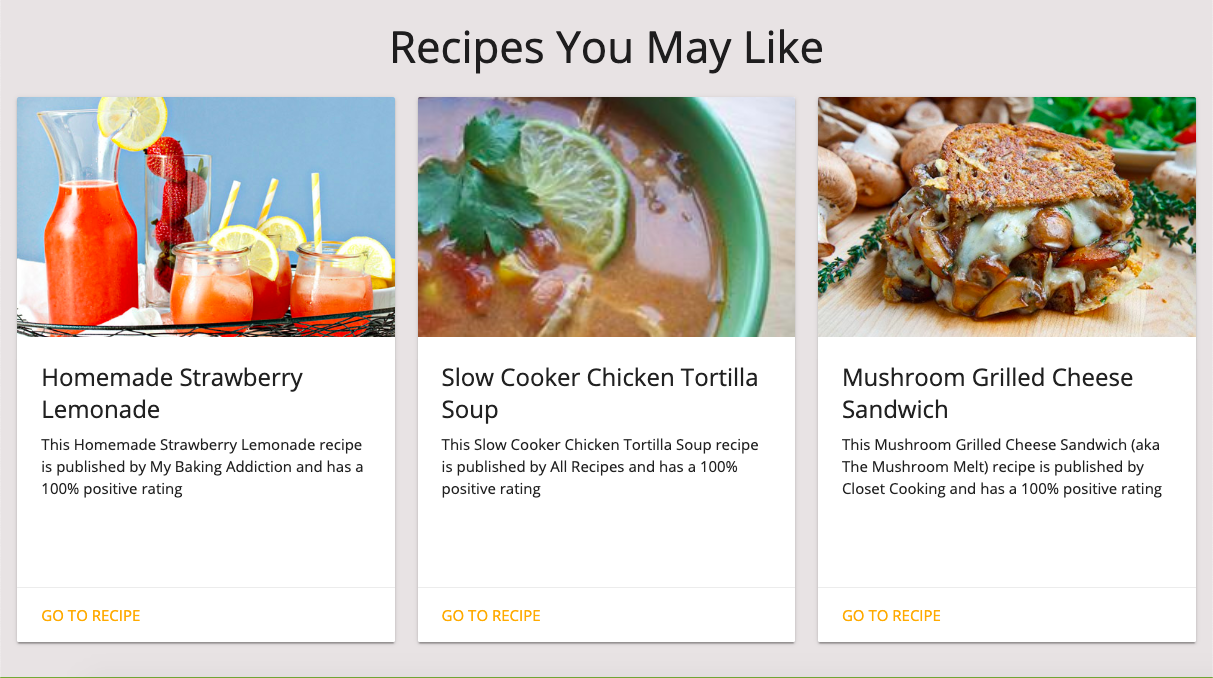 Recipes You May Like
Homemade Strawberry
Lemonade
This Homemade Strawberry Lemonade recipe
is published by My Baking Addiction and has a
100% positive rating
GO TO RECIPE
Slow Cooker Chicken Tortilla
Soup
This Slow Cooker Chicken Tortilla Soup recipe
is published by All Recipes and has a 100%
positive rating
GO TO RECIPE
Mushroom Grilled Cheese
Sandwich
This Mushroom Grilled Cheese Sandwich (aka
The Mushroom Melt) recipe is published by
Closet Cooking and has a 100% positive rating
GO TO RECIPE